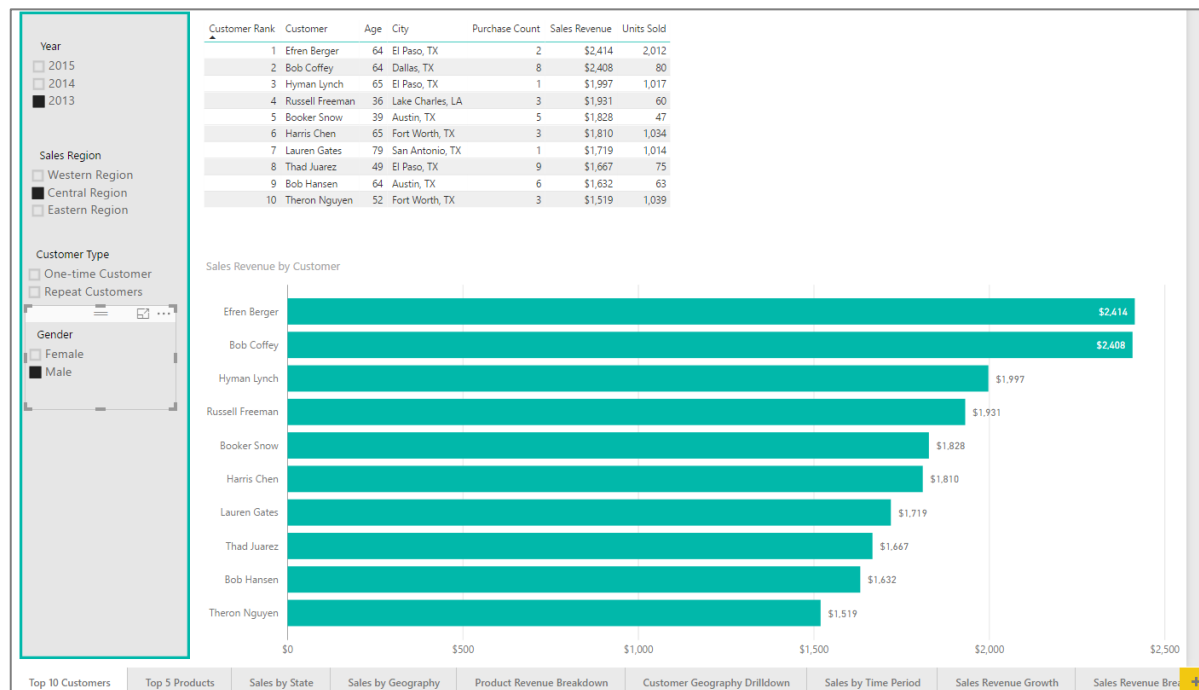 Year
2015
2014
2013
Sales Region
Western Region
Central Region
Eastern Region
Customer Type
One-time Customer
Repeat Customers
Gender
Female
Male
Customer Rank Customer Age City Purchase Count Sales Revenue Units Sold
1 Efren Berger 64 El Paso, TX 2 $2,414 2,012
2 Bob Coffey 64 Dallas, TX 8 $2,408 80
3 Hyman Lynch 65 El Paso, TX 1 $1,997 1,017
4 Russell Freeman 36 Lake Charles, LA 3 $1,931 60
5 Booker Snow 39 Austin, TX 5 $1,828 47
6 Harris Chen 65 Fort Worth, TX 3 $1,810 1,034
7 Lauren Gates 79 San Antonio, TX 1 $1,719 1,014
8 Thad Juarez 49 El Paso, TX 9 $1,667 75
9 Bob Hansen 64 Austin, TX 6 $1,632 63
10 Theron Nguyen 52 Fort Worth, TX 3 $1,519 1,039
Sales Revenue by Customer
Efren Berger $2,414
Bob Coffey $2,408
Hyman Lynch $1,997
Russell Freeman $1,931
Booker Snow $1,828
Harris Chen $1,810
Lauren Gates $1,719
Thad Juarez $1,667
Bob Hansen $1,632
Theron Nguyen $1,519
$0 $500 $1,000 $1,500 $2,000 $2,500
Top 10 Customers Top 5 Products Sales by State Sales by Geography Product Revenue Breakdown Customer Geography Drilldown Sales by Time Period Sales Revenue Growth Sales Revenue Brea +